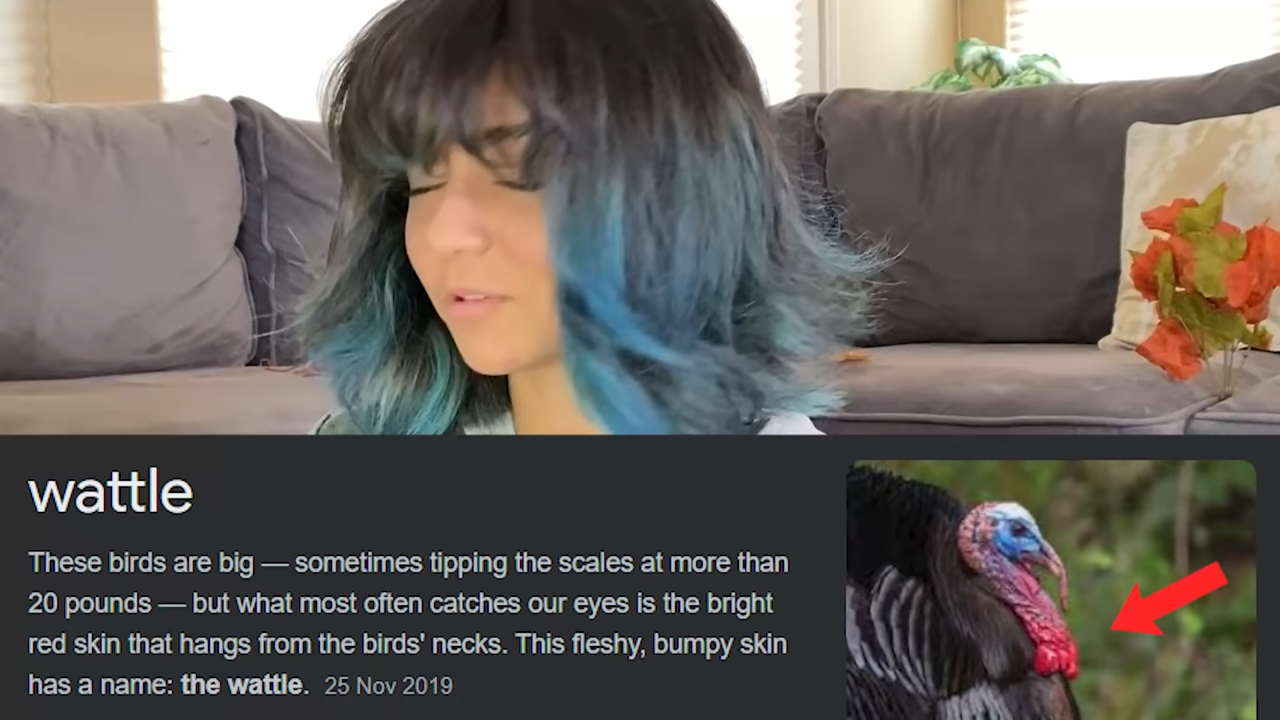 wattle
These birds are big — sometimes tipping the scales at more than
20 pounds — but what most often catches our eyes is the bright
red skin that hangs from the birds' necks. This fleshy, bumpy skin
has a name: the wattle. 25 Nov 2019